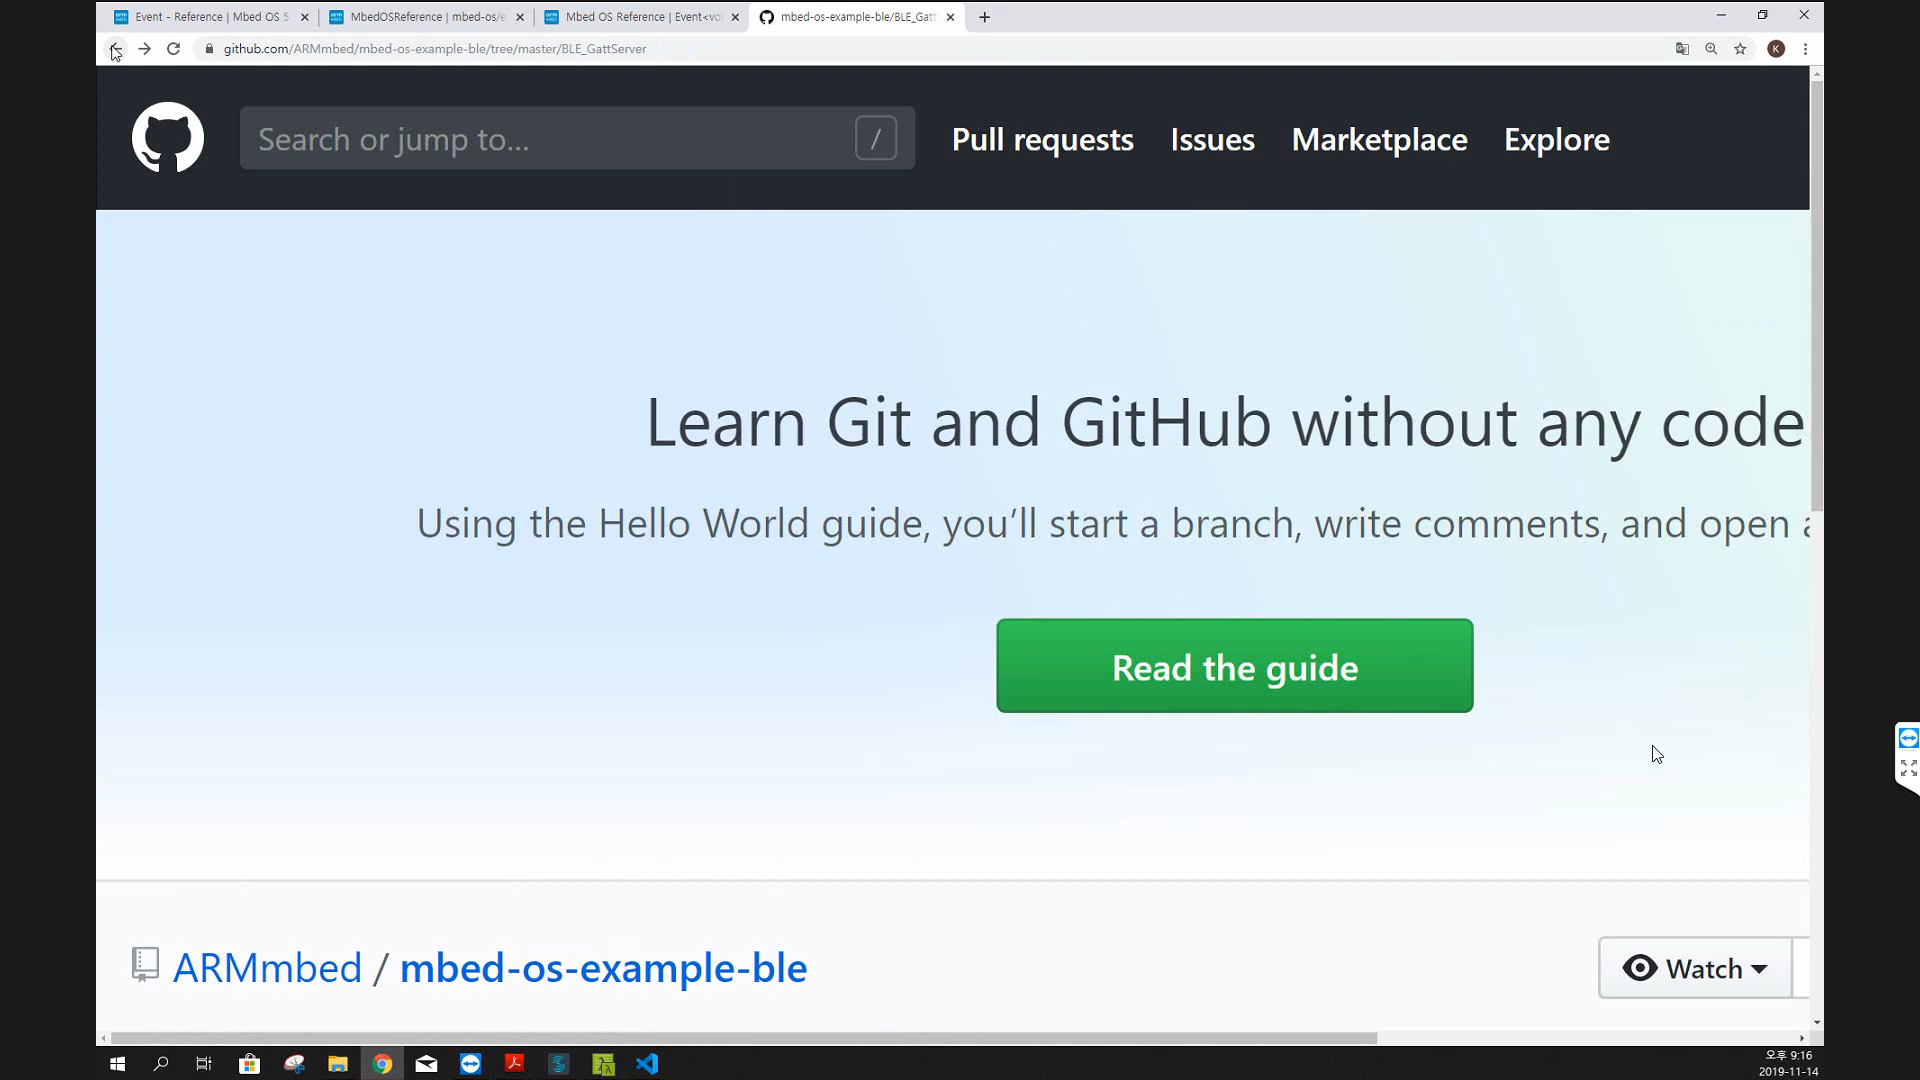 Event - Reference | Mbed OS 5
MbedOSReference | mbed-os/e
Mbed OS Reference | Event<vo
mbed-os-example-ble/BLE_Gatt
github.com/ARMmbed/mbed-os-example-ble/tree/master/BLE_GattServer
K
Search or jump to...
/
Pull requests
Issues
Marketplace
Explore
Learn Git and GitHub without any code
Using the Hello World guide, you’ll start a branch, write comments, and open a
Read the guide
ARMmbed / mbed-os-example-ble
Watch
오후 9:16
2019-11-14